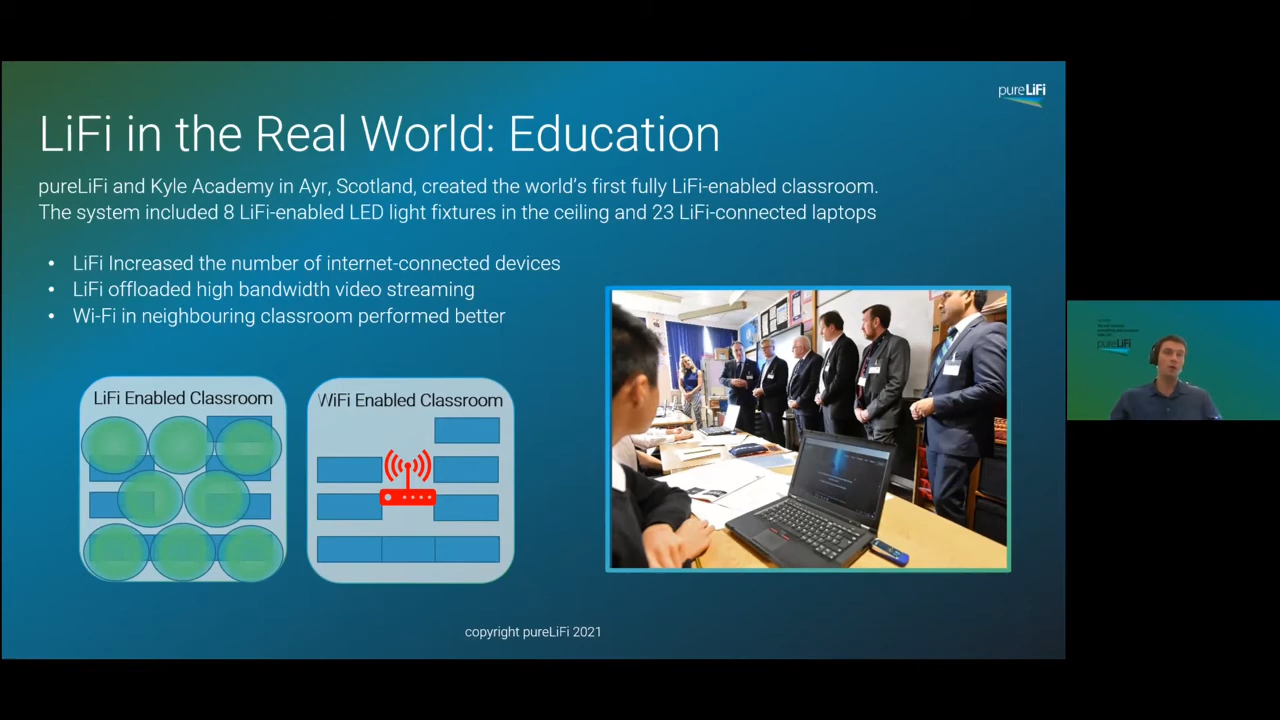 pureLiFi
LiFi in the Real World: Education
pureLiFi and Kyle Academy in Ayr, Scotland, created the world's first fully LiFi-enabled classroom.
The system included 8 LiFi-enabled LED light fixtures in the ceiling and 23 LiFi-connected laptops
• LiFi Increased the number of internet-connected devices
• LiFi offloaded high bandwidth video streaming
• Wi-Fi in neighbouring classroom performed better
LiFi Enabled Classroom
WiFi Enabled Classroom
copyright pureLiFi 2021
pureLiFi